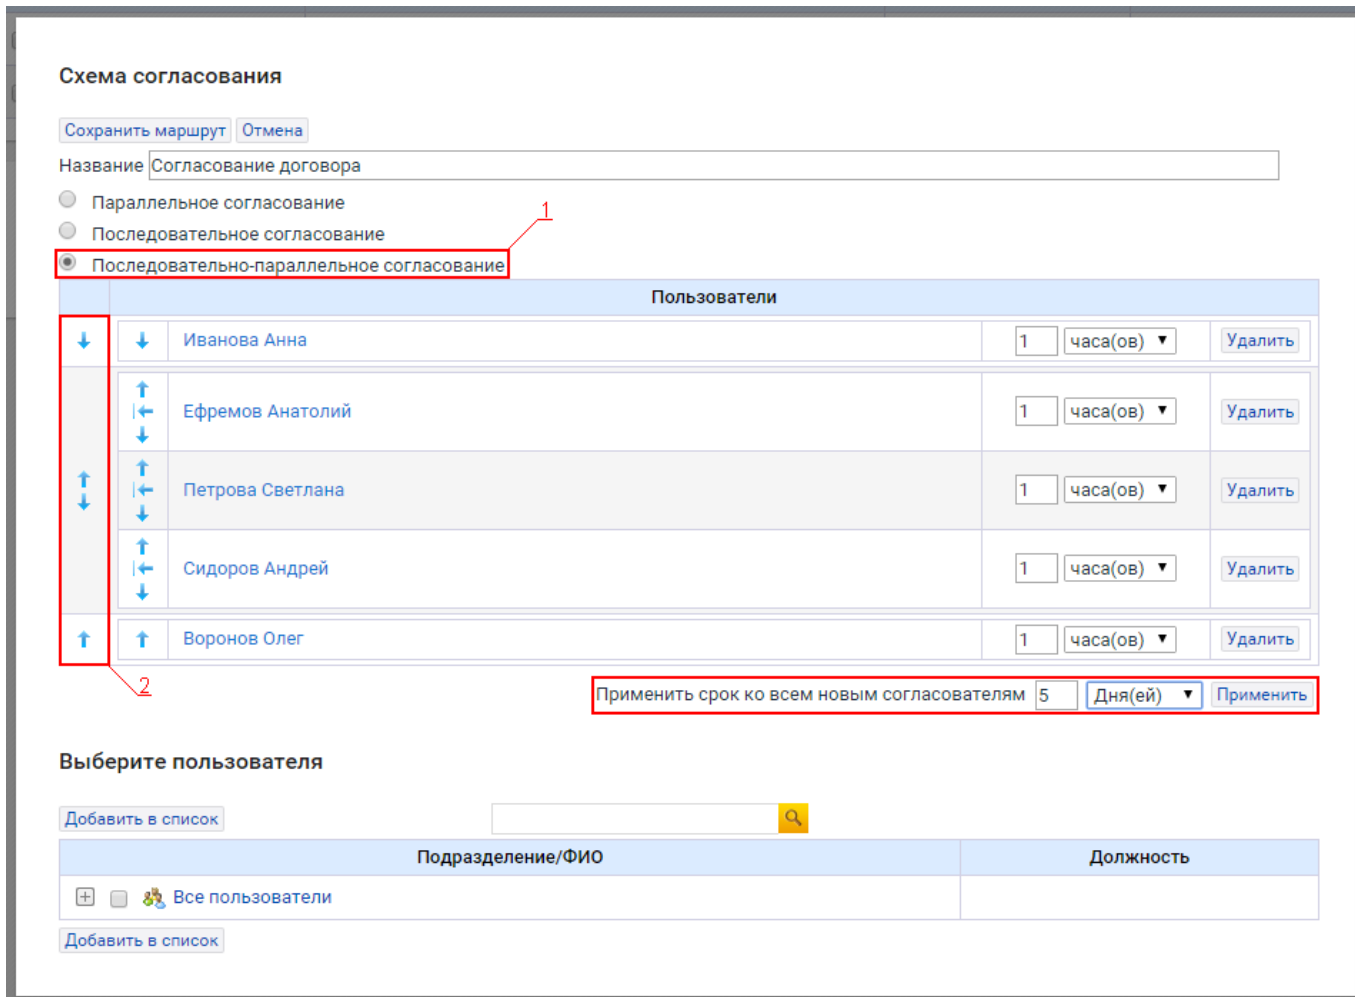 Схема согласования
Сохранить маршрут Отмена
Название Согласование договора
Параллельное согласование
1
Последовательное согласование
Последовательно-параллельное согласование
Пользователи
Иванова Анна 1 часа(ов) Удалить
Ефремов Анатолий 1 часа(ов) Удалить
Петрова Светлана 1 часа(ов) Удалить
Сидоров Андрей 1 часа(ов) Удалить
Воронов Олег 1 часа(ов) Удалить
2
Применить срок ко всем новым согласователям 5 Дня(ей) Применить
Выберите пользователя
Добавить в список
Подразделение/ФИО Должность
Все пользователи
Добавить в список